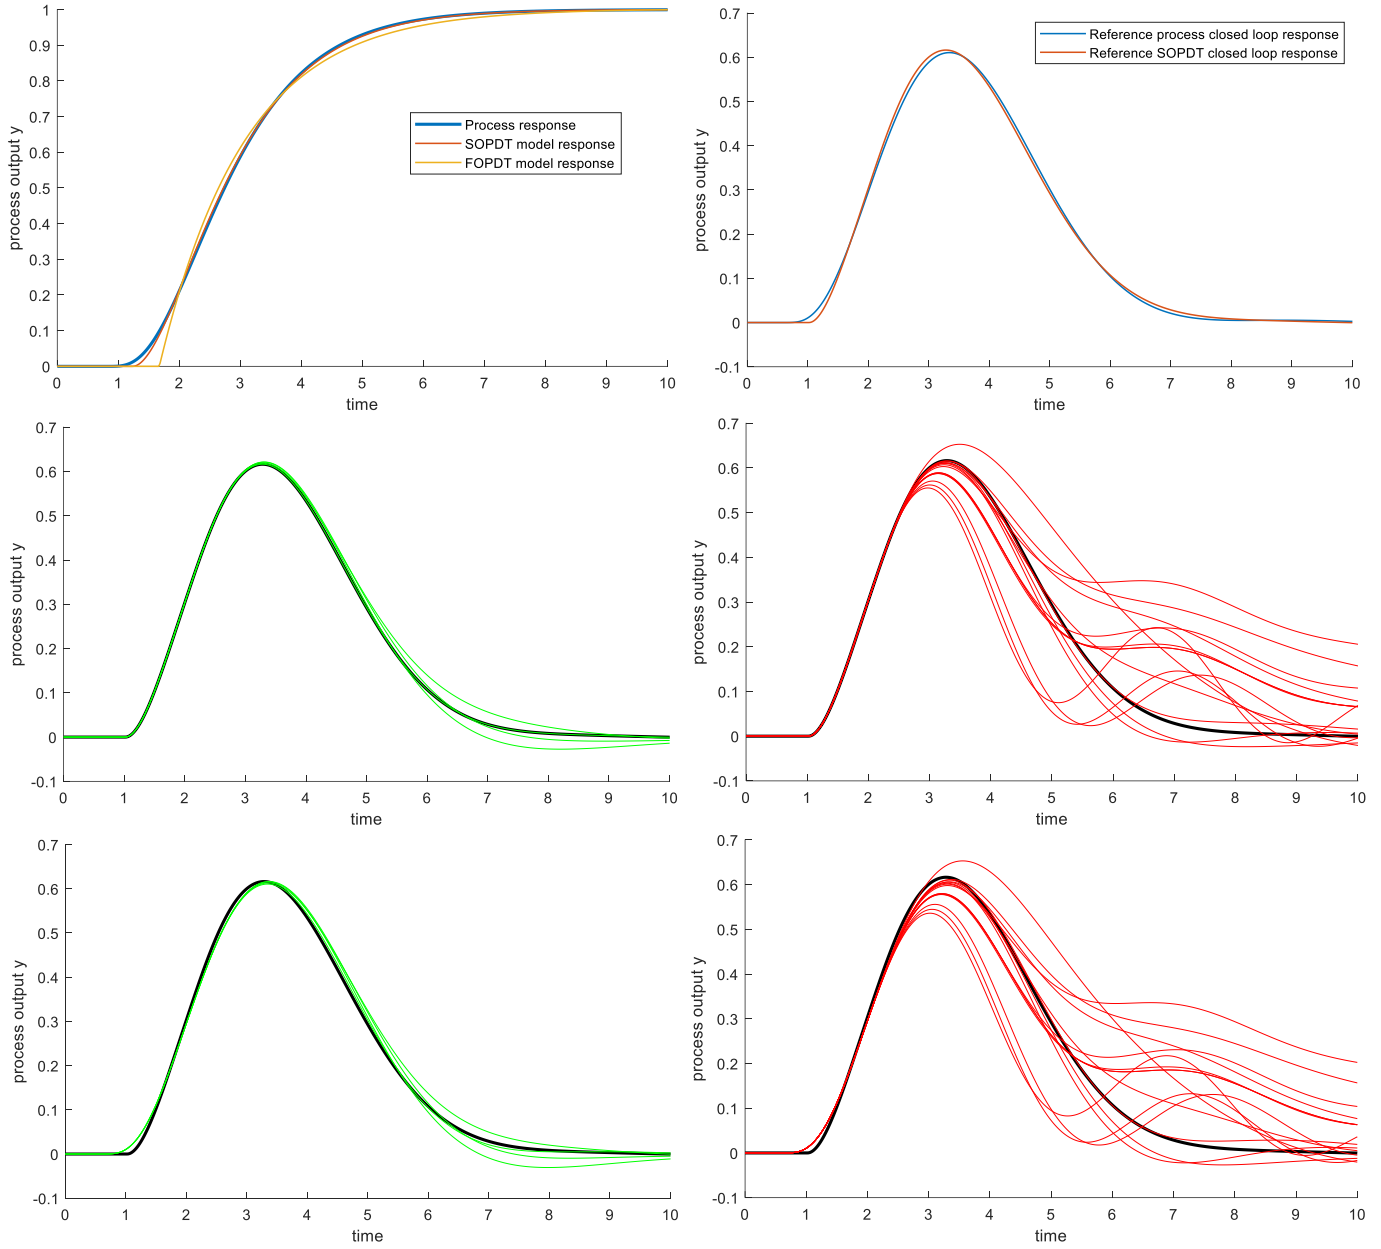 1
0.9
0.8
0.7
0.6
0.5
0.4
0.3
0.2
0.1
0
process output y
Process response
SOPDT model response
FOPDT model response
0 1 2 3 4 5 6 7 8 9 10
time
0.7
0.6
0.5
0.4
0.3
0.2
0.1
0
-0.1
process output y
Reference process closed loop response
Reference SOPDT closed loop response
0 1 2 3 4 5 6 7 8 9 10
time
0.7
0.6
0.5
0.4
0.3
0.2
0.1
0
-0.1
process output y
0 1 2 3 4 5 6 7 8 9 10
time
0.7
0.6
0.5
0.4
0.3
0.2
0.1
0
-0.1
process output y
0 1 2 3 4 5 6 7 8 9 10
time
0.7
0.6
0.5
0.4
0.3
0.2
0.1
0
-0.1
process output y
0 1 2 3 4 5 6 7 8 9 10
time
0.7
0.6
0.5
0.4
0.3
0.2
0.1
0
-0.1
process output y
0 1 2 3 4 5 6 7 8 9 10
time